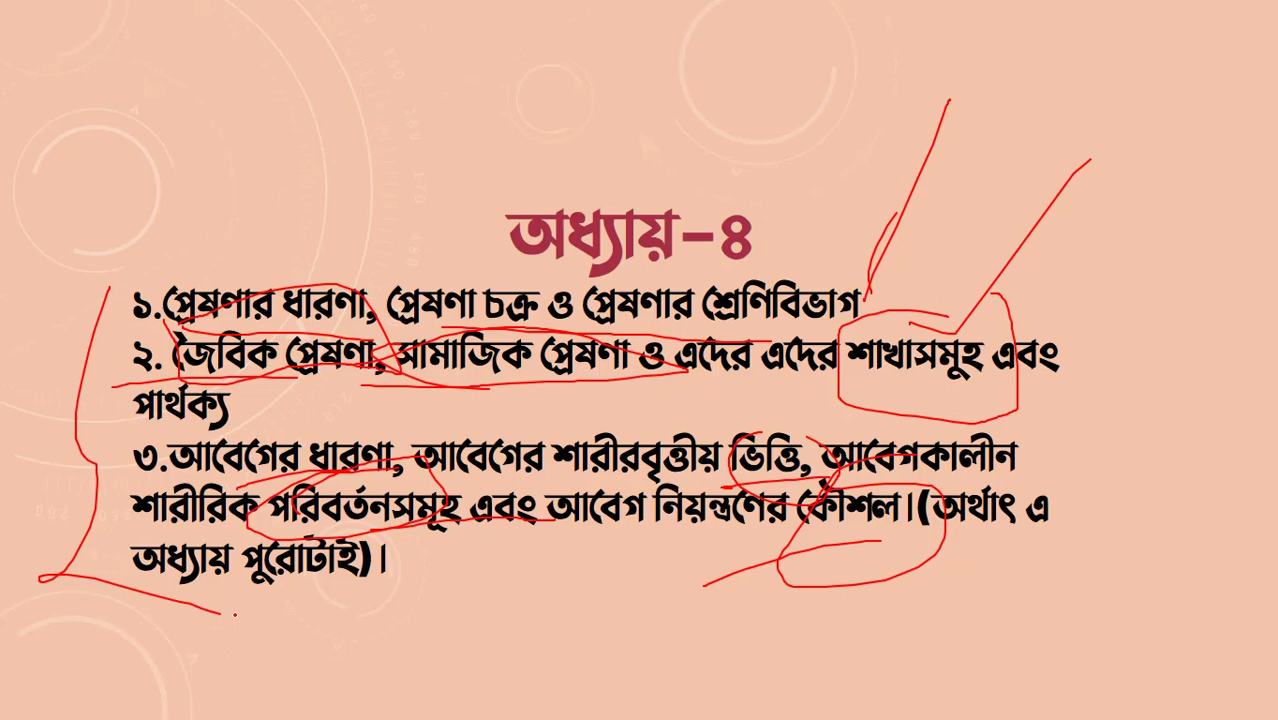 অধ্যায়-৪
১.প্রেষণার ধারণা, প্রেষণা চক্র ও প্রেষণার শ্রেণিবিভাগ
২. জৈবিক প্রেষণা, সামাজিক প্রেষণা ও এদের এদের শাখাসমুহ এবং
পার্থক্য
৩.আবেগের ধারণা, আবেগের শারীরবৃত্তীয় ভিত্তি, আবেগকালীন
শারীরিক পরিবর্তনসমূহ এবং আবেগ নিয়ন্ত্রণের কৌশল।(অর্থাৎ এ
অধ্যায় পুরোটাই)।